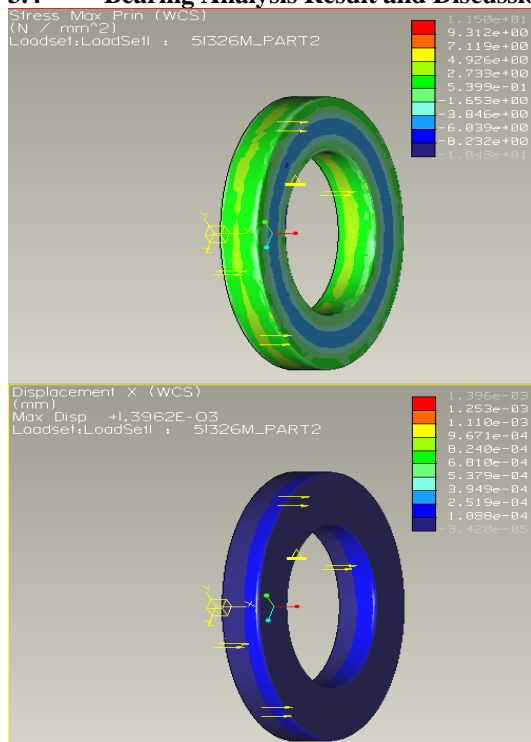 Bearing Analysis Result and Discussion
Stress Max Prin (WCS)
(N / mm^2)
Loadset:LoadSet1 : 51326M_PART2
1.150e+01
9.312e+00
7.119e+00
4.926e+00
2.733e+00
5.399e-01
-1.653e+00
-3.846e+00
-6.039e+00
-8.232e+00
-1.043e+01
Displacement X (WCS)
(mm)
Max Disp +1.3962E-03
Loadset:LoadSet1 : 51326M_PART2
1.396e-03
1.253e-03
1.110e-03
9.671e-04
8.240e-04
6.810e-04
5.379e-04
3.949e-04
2.519e-04
1.088e-04
-3.420e-05